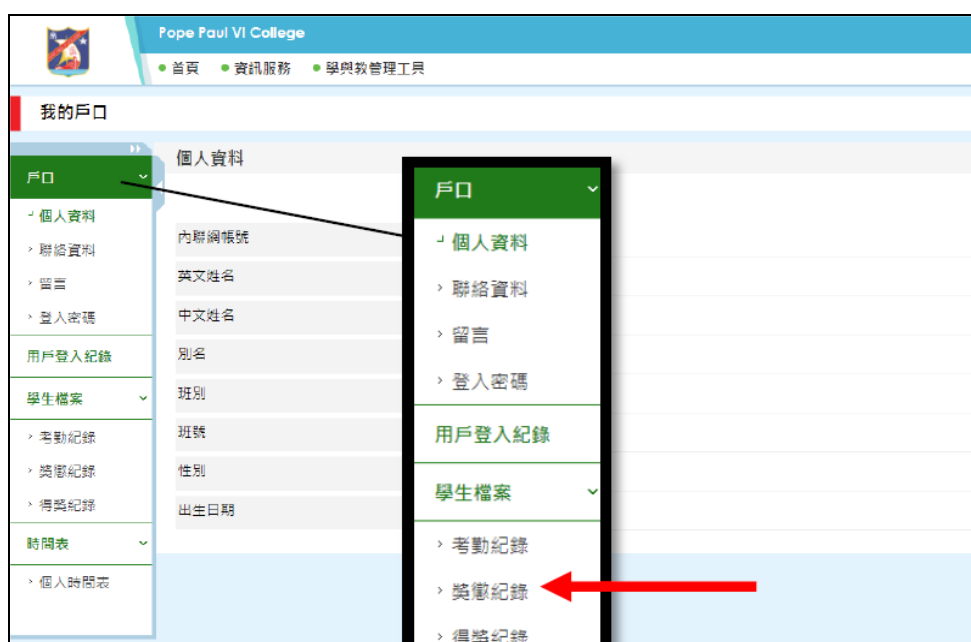 Pope Paul VI College
首頁 資訊服務 學與教管理工具
我的戶口
戶口
個人資料
聯絡資料
留言
登入密碼
用戶登入紀錄
學生檔案
考勤紀錄
獎懲紀錄
得獎紀錄
時間表
個人時間表
個人資料
內聯網帳號
英文姓名
中文姓名
別名
班別
班號
性別
出生日期
戶口
個人資料
聯絡資料
留言
登入密碼
用戶登入紀錄
學生檔案
考勤紀錄
獎懲紀錄
得獎紀錄